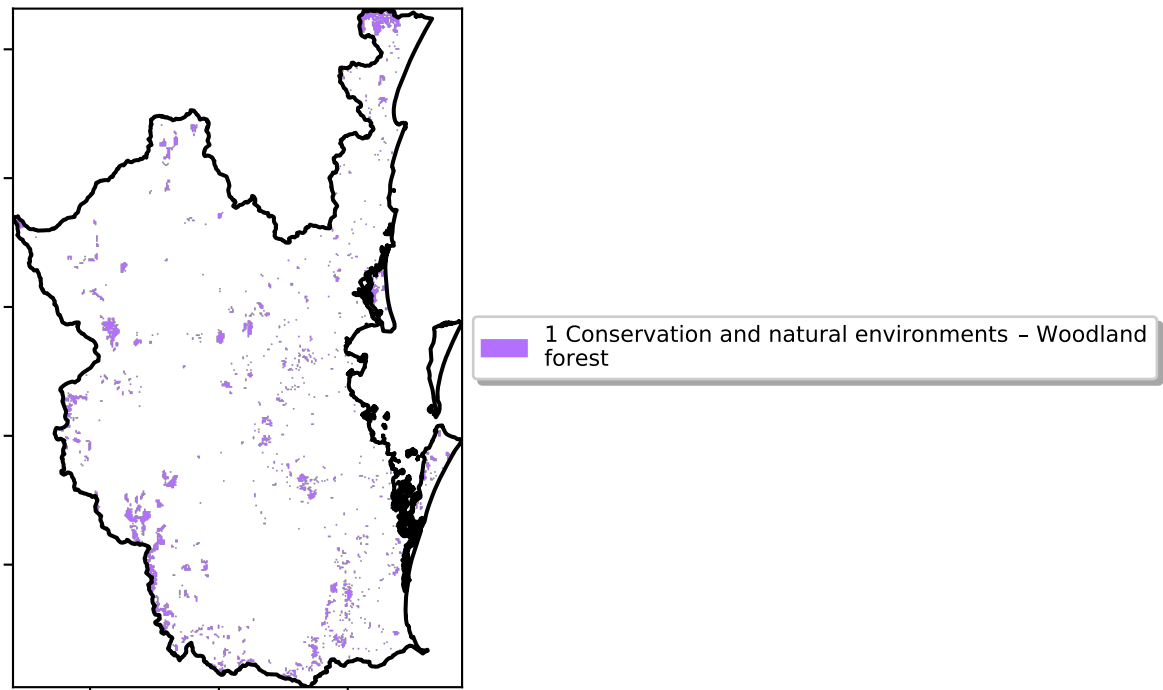 1 Conservation and natural environments – Woodland
forest